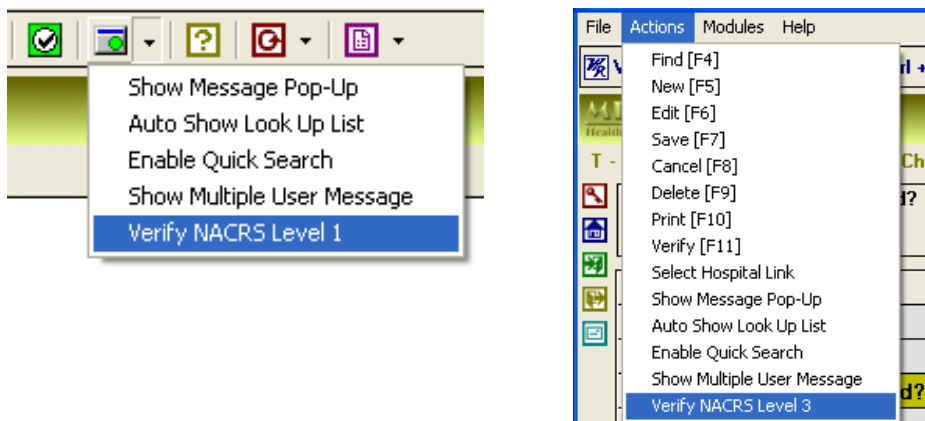 ?
Show Message Pop-Up
Auto Show Look Up List
Enable Quick Search
Show Multiple User Message
Verify NACRS Level 1
File Actions Modules Help
Find [F4]
New [F5]
Edit [F6]
Save [F7]
Cancel [F8]
Delete [F9]
Print [F10]
Verify [F11]
Select Hospital Link
Show Message Pop-Up
Auto Show Look Up List
Enable Quick Search
Show Multiple User Message
Verify NACRS Level 3
T -
Ch
d?